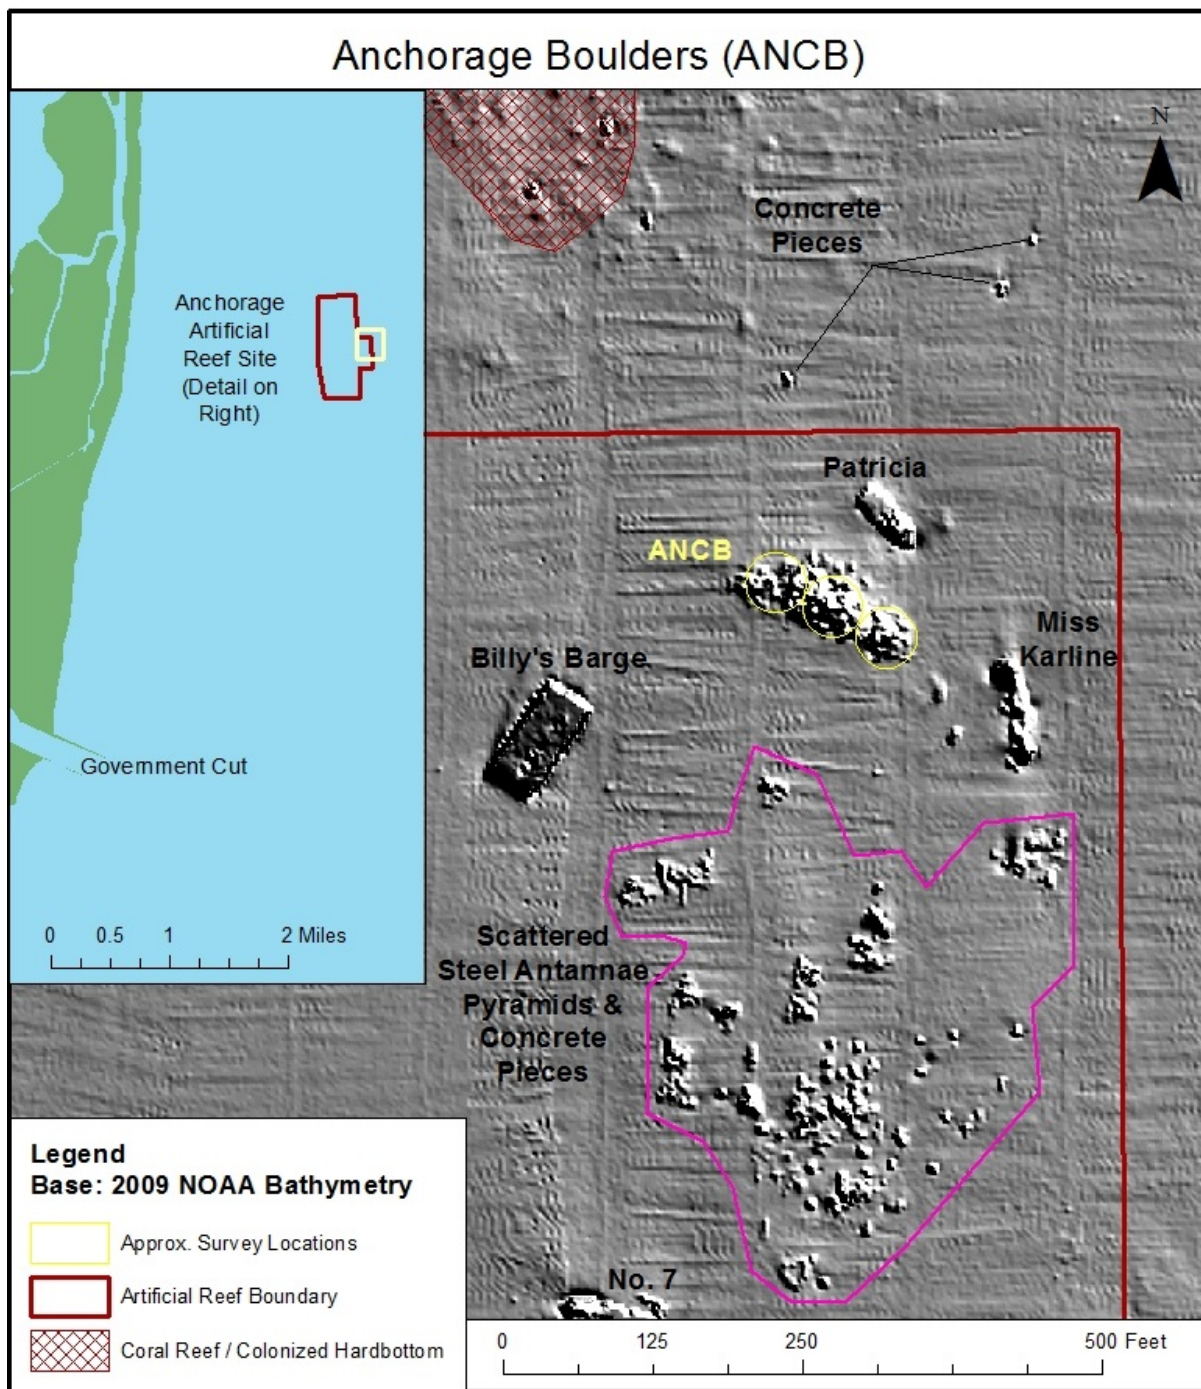 Anchorage Boulders (ANCB)
N
Concrete
Pieces
Anchorage
Artificial
Reef Site
(Detail on
Right)
Patricia
ANCB
Miss
Karline
Billy's Barge
Government Cut
0 0.5 1 2 Miles
Scattered
Steel Antannae
Pyramids &
Concrete
Pieces
No. 7
Legend
Base: 2009 NOAA Bathymetry
Approx. Survey Locations
Artificial Reef Boundary
Coral Reef / Colonized Hardbottom
0 125 250 500 Feet